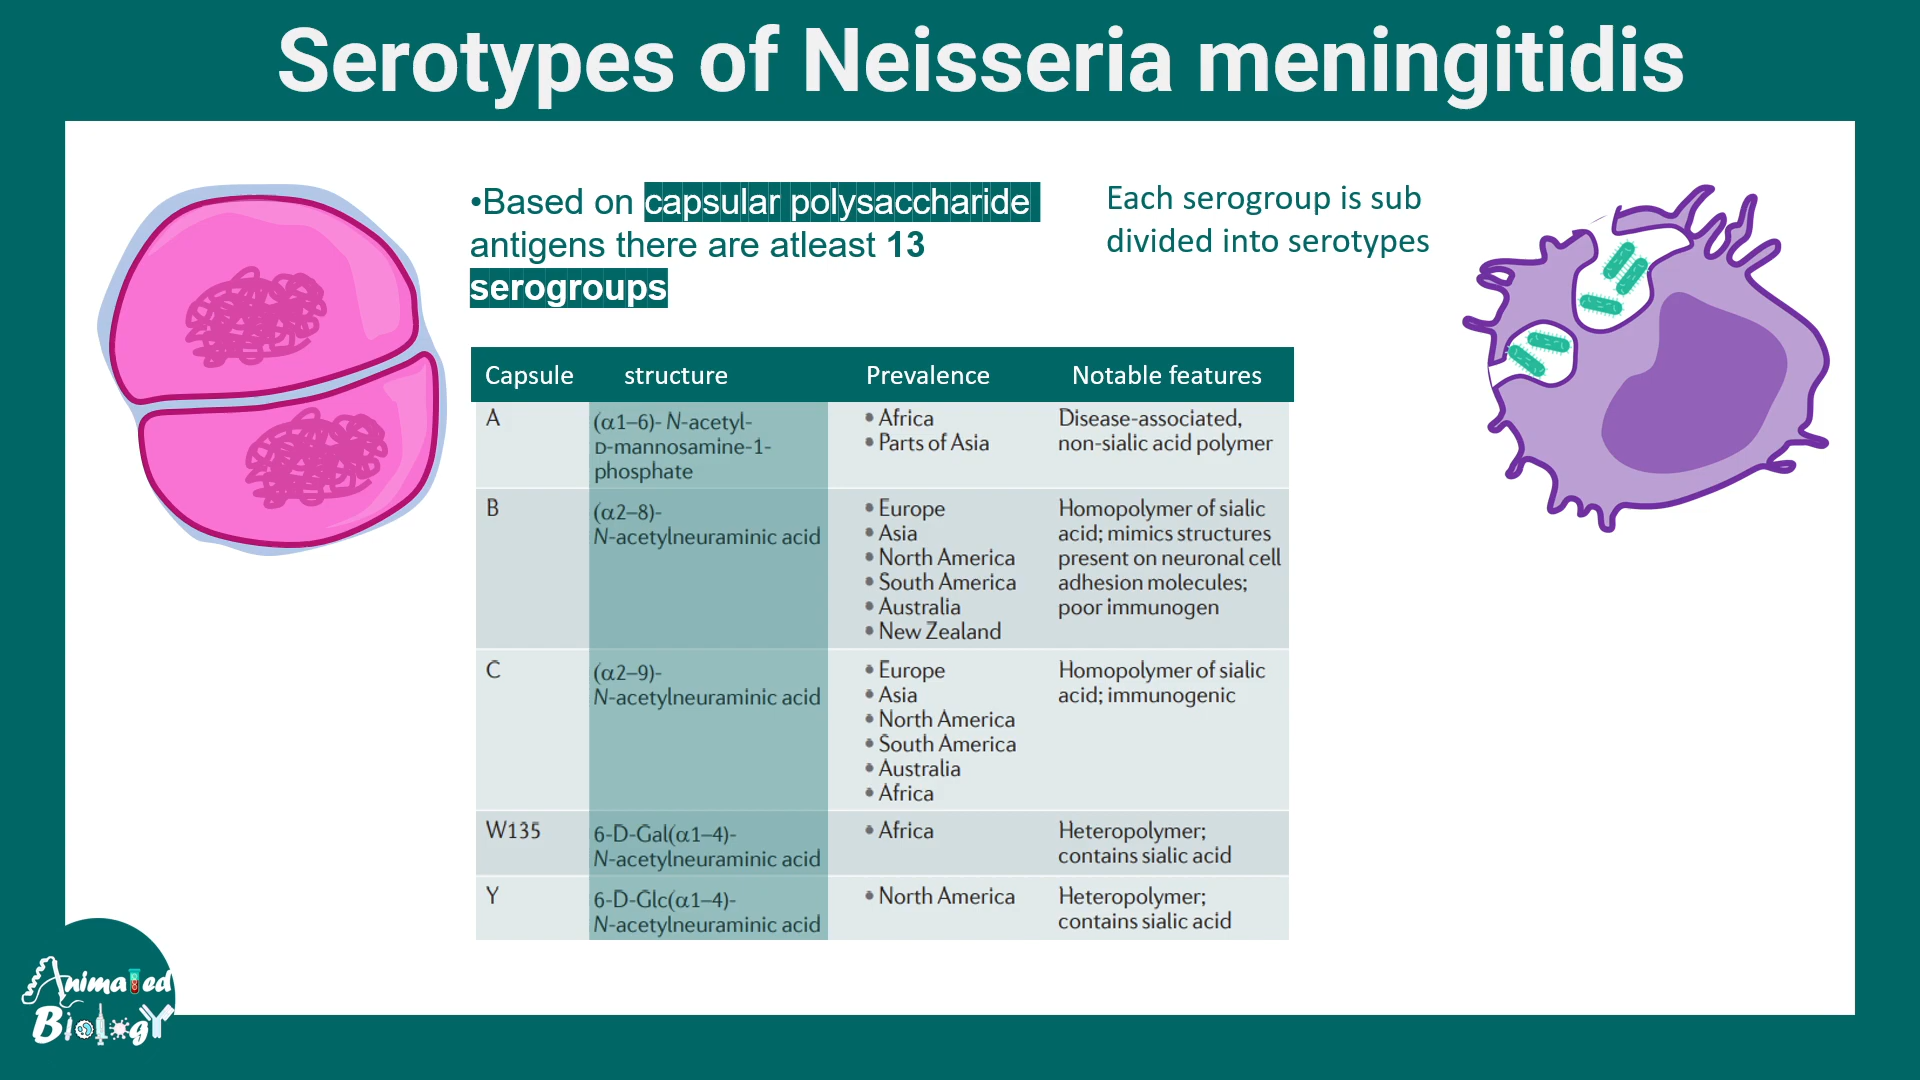 Serotypes of Neisseria meningitidis
•Based on capsular polysaccharide
antigens there are atleast 13
serogroups
Each serogroup is sub
divided into serotypes
Capsule structure Prevalence Notable features
A
(α1–6)- N-acetyl-
D-mannosamine-1-
phosphate
• Africa
• Parts of Asia
Disease-associated,
non-sialic acid polymer
B
(α2–8)-
N-acetylneuraminic acid
• Europe
• Asia
• North America
• South America
• Australia
• New Zealand
Homopolymer of sialic
acid; mimics structures
present on neuronal cell
adhesion molecules;
poor immunogen
C
(α2–9)-
N-acetylneuraminic acid
• Europe
• Asia
• North America
• South America
• Australia
• Africa
Homopolymer of sialic
acid; immunogenic
W135
6-D-Gal(α1–4)-
N-acetylneuraminic acid
• Africa
Heteropolymer;
contains sialic acid
Y
6-D-Glc(α1–4)-
N-acetylneuraminic acid
• North America
Heteropolymer;
contains sialic acid
Animated
Biology